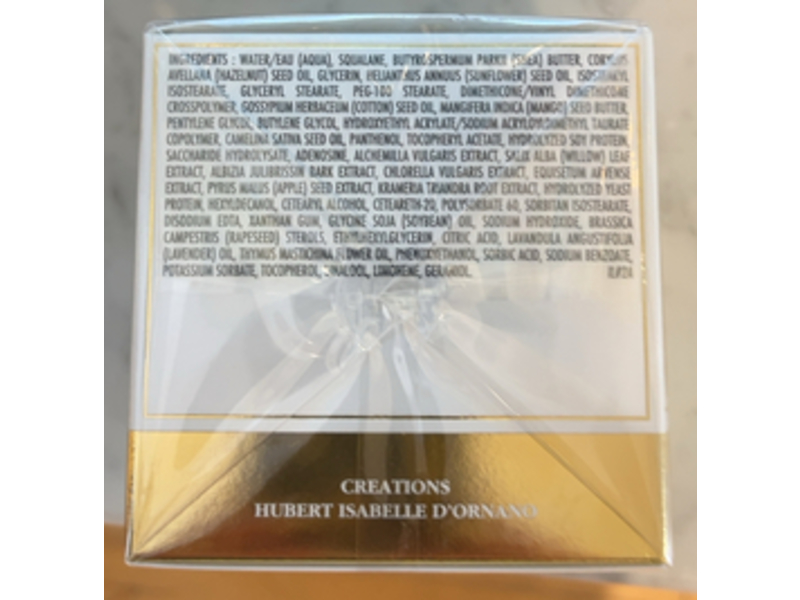 INGREDIENTS : WATER/EAU (AQUA), SQUALANE, BUTYROSPERMUM PARKII (SHEA) BUTTER, CORYLUS
AVELLANA (HAZELNUT) SEED OIL, GLYCERIN, HELIANTHUS ANNUUS (SUNFLOWER) SEED OIL, ISOSTEARYL
ISOSTEARATE, GLYCERYL STEARATE, PEG-100 STEARATE, DIMETHICONE/VINYL DIMETHICONE
CROSSPOLYMER, GOSSYPIUM HERBACEUM (COTTON) SEED OIL, MANGIFERA INDICA (MANGO) SEED BUTTER,
PENTYLENE GLYCOL, BUTYLENE GLYCOL, HYDROXYETHYL ACRYLATE/SODIUM ACRYLOYLDIMETHYL TAURATE
COPOLYMER, CAMELINA SATIVA SEED OIL, PANTHENOL, TOCOPHERYL ACETATE, HYDROLYZED SOY PROTEIN,
SACCHARIDE HYDROLYSATE, ADENOSINE, ALCHEMILLA VULGARIS EXTRACT, SALIX ALBA (WILLOW) LEAF
EXTRACT, ALBIZIA JULIBRISSIN BARK EXTRACT, CHLORELLA VULGARIS EXTRACT, EQUISETUM ARVENSE
EXTRACT, PYRUS MALUS (APPLE) SEED EXTRACT, KRAMERIA TRIANDRA ROOT EXTRACT, HYDROLYZED YEAST
PROTEIN, HEXYLDECANOL, CETEARYL ALCOHOL, CETEARETH-20, POLYSORBATE 60, SORBITAN ISOSTEARATE,
DISODIUM EDTA, XANTHAN GUM, GLYCINE SOJA (SOYBEAN) OIL, SODIUM HYDROXIDE, BRASSICA
CAMPESTRIS (RAPESEED) STEROLS, ETHYLHEXYLGLYCERIN, CITRIC ACID, LAVANDULA ANGUSTIFOLIA
(LAVENDER) OIL, THYMUS MASTICHINA FLOWER OIL, PHENOXYETHANOL, SORBIC ACID, SODIUM BENZOATE,
POTASSIUM SORBATE, TOCOPHEROL, LINALOOL, LIMONENE, GERANIOL.
CREATIONS
HUBERT ISABELLE D'ORNANO